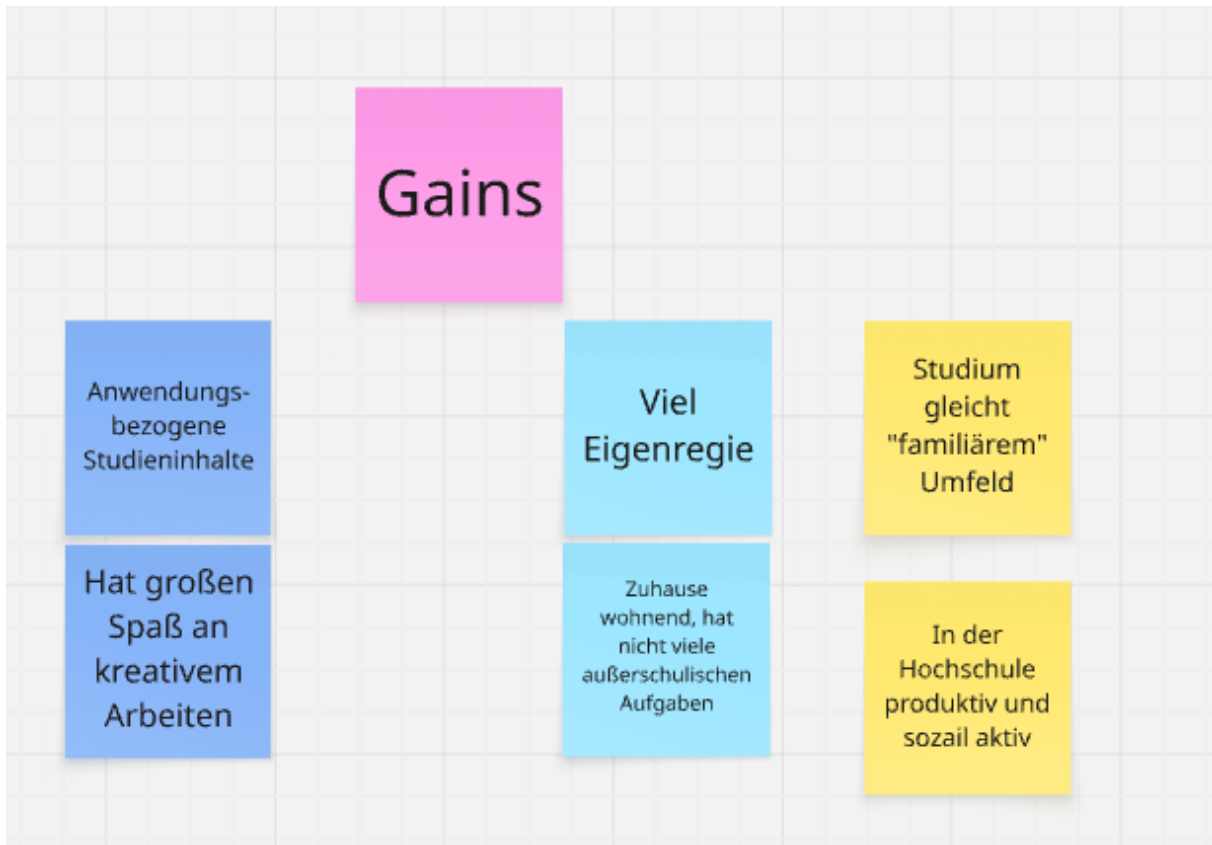 Gains
Anwendungs-
bezogene
Studieninhalte
Hat großen
Spaß an
kreativem
Arbeiten
Viel
Eigenregie
Zuhause
wohnend, hat
nicht viele
außerschulischen
Aufgaben
Studium
gleicht
"familiärem"
Umfeld
In der
Hochschule
produktiv und
sozail aktiv